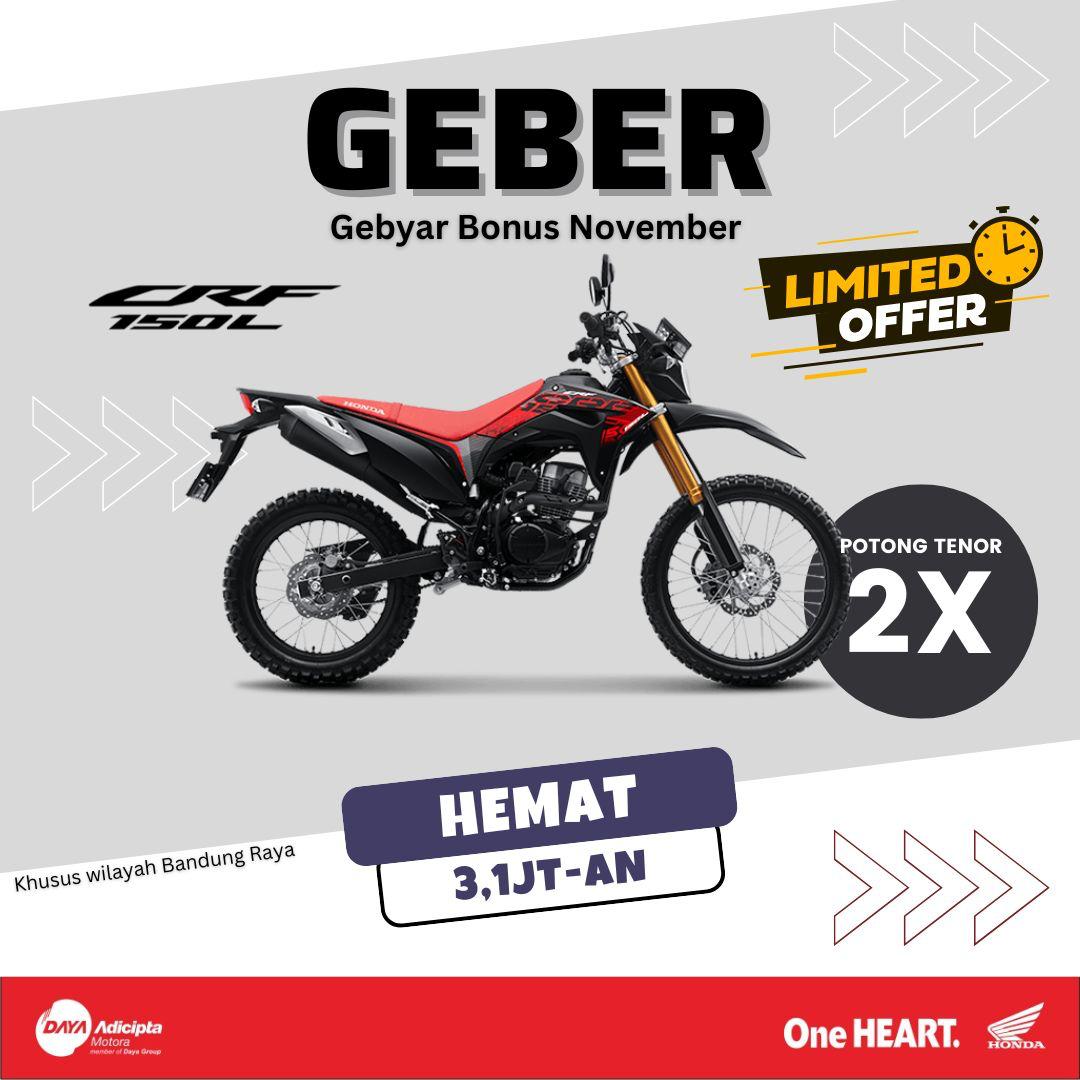 GEBER
Gebyar Bonus November
CRF
150L
LIMITED
OFFER
HONDA
CRF
POTONG TENOR
2X
HEMAT
3,1JT-AN
Khusus wilayah Bandung Raya
DAYA Adicipta
Motora
member of Daya Group
One HEART.
HONDA